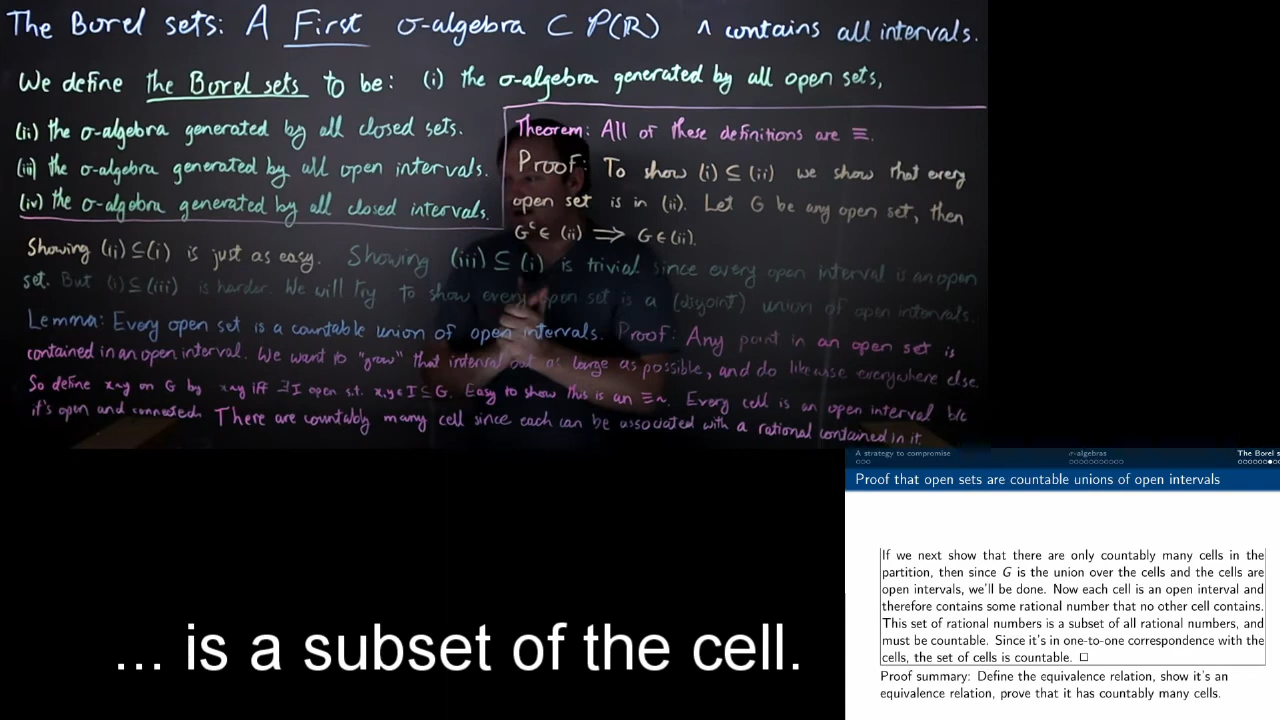 The Borel sets: A First σ-algebra ⊂ P(ℝ) ∧ contains all intervals.
We define the Borel sets to be: (i) the σ-algebra generated by all open sets,
(ii) the σ-algebra generated by all closed sets.
(iii) the σ-algebra generated by all open intervals.
(iv) the σ-algebra generated by all closed intervals.
Theorem: All of these definitions are ≡.
Proof: To show (i) ⊆ (ii) we show that every
open set is in (ii). Let G be any open set, then
Gᶜ ∈ (ii) ⟹ G ∈ (ii).
Showing (ii) ⊆ (i) is just as easy. Showing (iii) ⊆ (i) is trivial since every open interval is an open
set. But (i) ⊆ (iii) is harder. We will try to show every open set is a (disjoint) union of open intervals.
Lemma: Every open set is a countable union of open intervals. Proof: Any point in an open set is
contained in an open interval. We want to "grow" that interval out as large as possible, and do likewise everywhere else.
So define x~y on G by x~y iff ∃ I open s.t. x,y ∈ I ⊆ G. Easy to show this is an ≡~. Every cell is an open interval b/c
it's open and connected. There are countably many cell since each can be associated with a rational contained in it.
A strategy to compromise σ-algebras The Borel s
Proof that open sets are countable unions of open intervals
If we next show that there are only countably many cells in the
partition, then since G is the union over the cells and the cells are
open intervals, we'll be done. Now each cell is an open interval and
therefore contains some rational number that no other cell contains.
This set of rational numbers is a subset of all rational numbers, and
must be countable. Since it's in one-to-one correspondence with the
cells, the set of cells is countable. □
Proof summary: Define the equivalence relation, show it's an
equivalence relation, prove that it has countably many cells.
... is a subset of the cell.